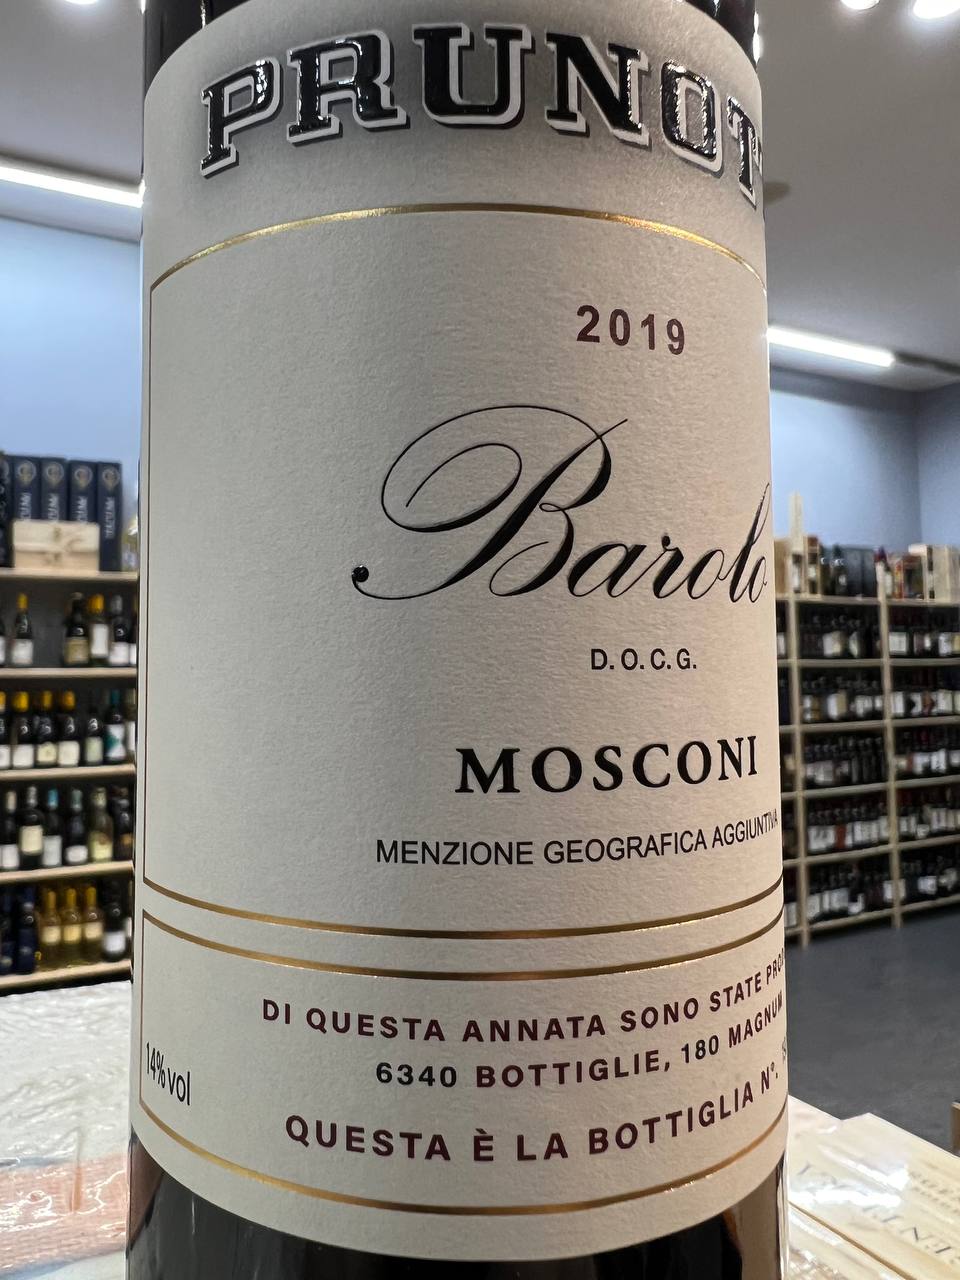 PRUNOT
2019
Barolo
D.O.C.G.
MOSCONI
MENZIONE GEOGRAFICA AGGIUNTIVA
DI QUESTA ANNATA SONO STATE PRO
6340 BOTTIGLIE, 180 MAGNUM
QUESTA È LA BOTTIGLIA N°.
14% vol